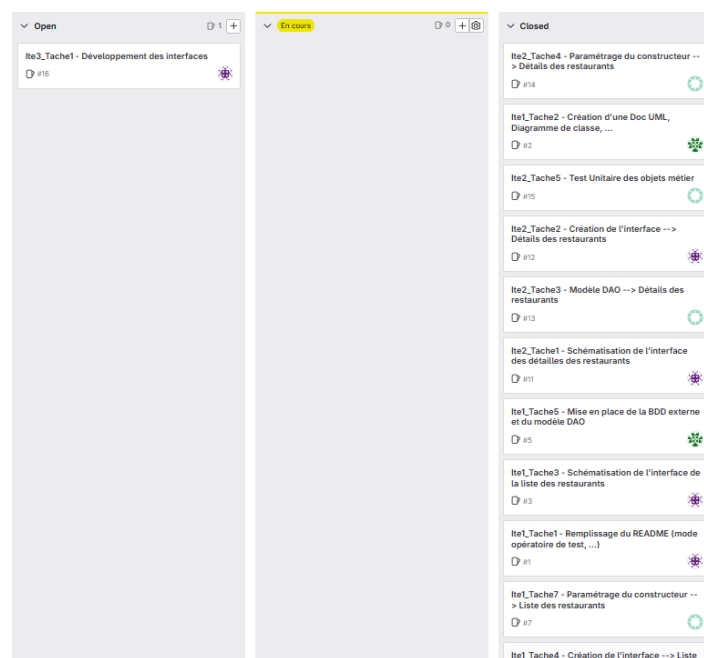 Open
1
Ite3_Tache1 - Développement des interfaces
#16
En cours
0
Closed
Ite2_Tache4 - Paramétrage du constructeur --
> Détails des restaurants
#14
Ite1_Tache2 - Création d'une Doc UML,
Diagramme de classe, ...
#2
Ite2_Tache5 - Test Unitaire des objets métier
#15
Ite2_Tache2 - Création de l'interface -->
Détails des restaurants
#12
Ite2_Tache3 - Modèle DAO --> Détails des
restaurants
#13
Ite2_Tache1 - Schématisation de l'interface
des détailles des restaurants
#11
Ite1_Tache5 - Mise en place de la BDD externe
et du modèle DAO
#5
Ite1_Tache3 - Schématisation de l'interface de
la liste des restaurants
#3
Ite1_Tache1 - Remplissage du README (mode
opératoire de test, ...)
#1
Ite1_Tache7 - Paramétrage du constructeur --
> Liste des restaurants
#7
Ite1_Tache4 - Création de l'interface --> Liste